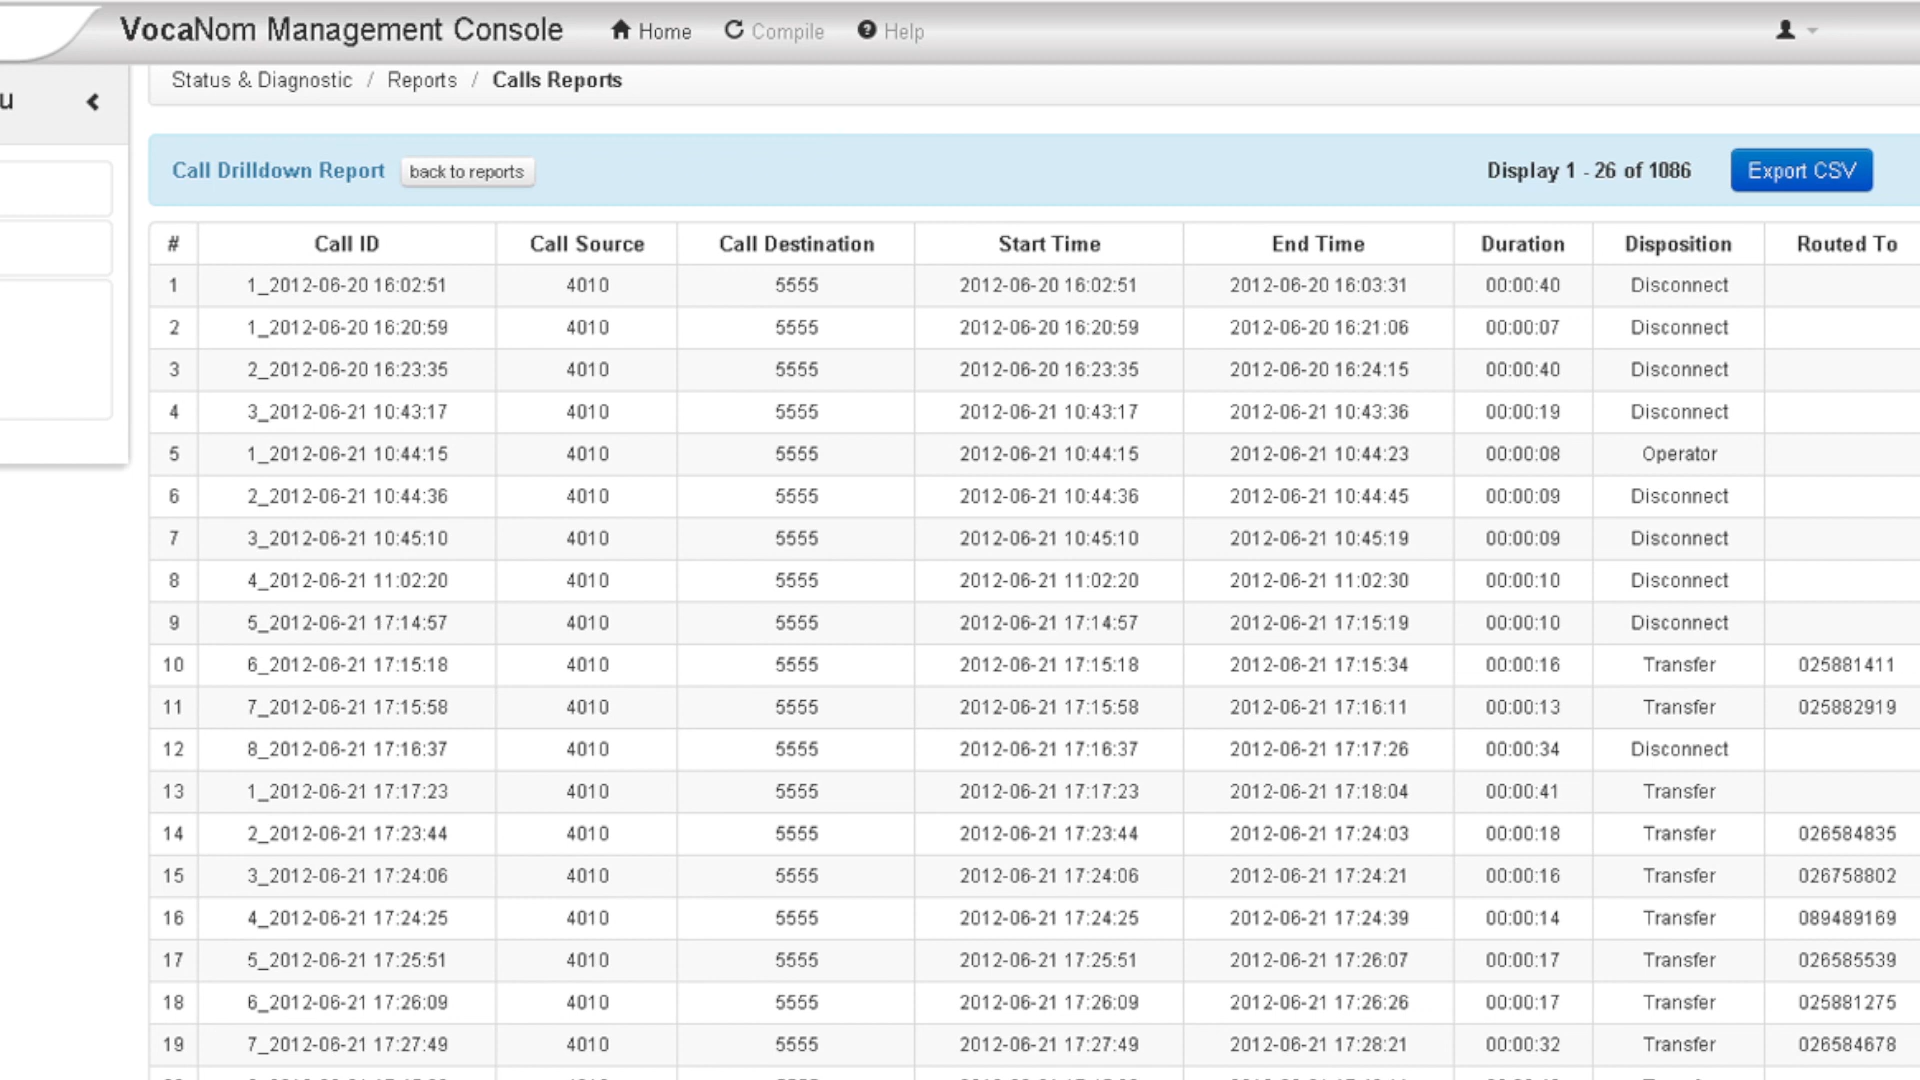 VocaNom Management Console Home Compile Help
u
Status & Diagnostic / Reports / Calls Reports
Call Drilldown Report back to reports Display 1 - 26 of 1086 Export CSV
# Call ID Call Source Call Destination Start Time End Time Duration Disposition Routed To
1 1_2012-06-20 16:02:51 4010 5555 2012-06-20 16:02:51 2012-06-20 16:03:31 00:00:40 Disconnect
2 1_2012-06-20 16:20:59 4010 5555 2012-06-20 16:20:59 2012-06-20 16:21:06 00:00:07 Disconnect
3 2_2012-06-20 16:23:35 4010 5555 2012-06-20 16:23:35 2012-06-20 16:24:15 00:00:40 Disconnect
4 3_2012-06-21 10:43:17 4010 5555 2012-06-21 10:43:17 2012-06-21 10:43:36 00:00:19 Disconnect
5 1_2012-06-21 10:44:15 4010 5555 2012-06-21 10:44:15 2012-06-21 10:44:23 00:00:08 Operator
6 2_2012-06-21 10:44:36 4010 5555 2012-06-21 10:44:36 2012-06-21 10:44:45 00:00:09 Disconnect
7 3_2012-06-21 10:45:10 4010 5555 2012-06-21 10:45:10 2012-06-21 10:45:19 00:00:09 Disconnect
8 4_2012-06-21 11:02:20 4010 5555 2012-06-21 11:02:20 2012-06-21 11:02:30 00:00:10 Disconnect
9 5_2012-06-21 17:14:57 4010 5555 2012-06-21 17:14:57 2012-06-21 17:15:19 00:00:10 Disconnect
10 6_2012-06-21 17:15:18 4010 5555 2012-06-21 17:15:18 2012-06-21 17:15:34 00:00:16 Transfer 025881411
11 7_2012-06-21 17:15:58 4010 5555 2012-06-21 17:15:58 2012-06-21 17:16:11 00:00:13 Transfer 025882919
12 8_2012-06-21 17:16:37 4010 5555 2012-06-21 17:16:37 2012-06-21 17:17:26 00:00:34 Disconnect
13 1_2012-06-21 17:17:23 4010 5555 2012-06-21 17:17:23 2012-06-21 17:18:04 00:00:41 Transfer
14 2_2012-06-21 17:23:44 4010 5555 2012-06-21 17:23:44 2012-06-21 17:24:03 00:00:18 Transfer 026584835
15 3_2012-06-21 17:24:06 4010 5555 2012-06-21 17:24:06 2012-06-21 17:24:21 00:00:16 Transfer 026758802
16 4_2012-06-21 17:24:25 4010 5555 2012-06-21 17:24:25 2012-06-21 17:24:39 00:00:14 Transfer 089489169
17 5_2012-06-21 17:25:51 4010 5555 2012-06-21 17:25:51 2012-06-21 17:26:07 00:00:17 Transfer 026585539
18 6_2012-06-21 17:26:09 4010 5555 2012-06-21 17:26:09 2012-06-21 17:26:26 00:00:17 Transfer 025881275
19 7_2012-06-21 17:27:49 4010 5555 2012-06-21 17:27:49 2012-06-21 17:28:21 00:00:32 Transfer 026584678